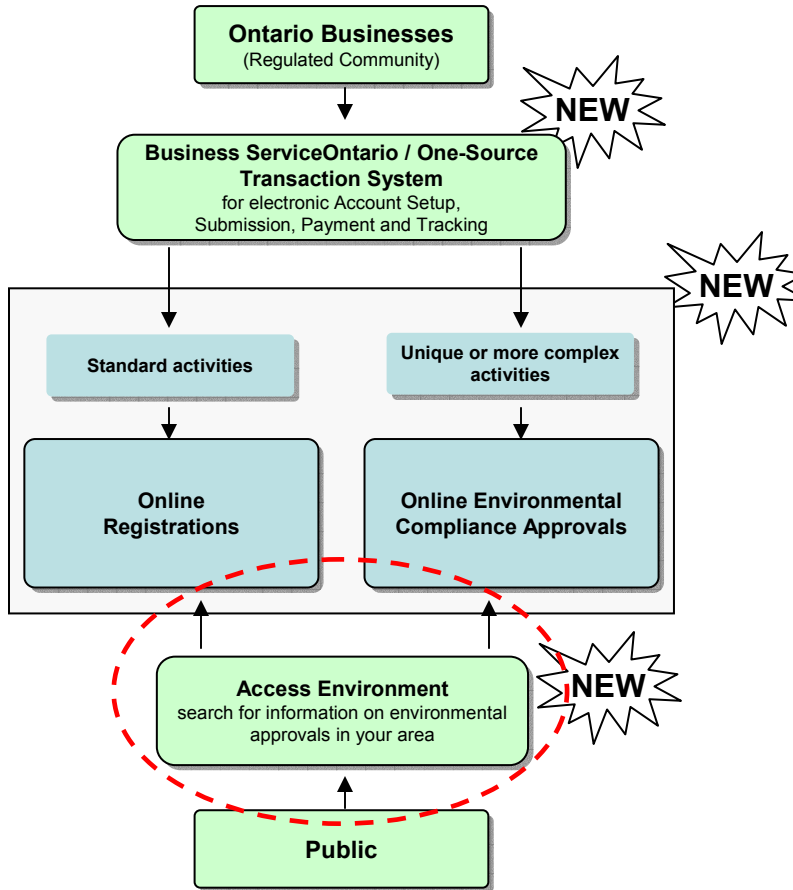 Ontario Businesses
(Regulated Community)
NEW
Business ServiceOntario / One-Source
Transaction System
for electronic Account Setup,
Submission, Payment and Tracking
NEW
Standard activities
Unique or more complex
activities
Online
Registrations
Online Environmental
Compliance Approvals
Access Environment
search for information on environmental
approvals in your area
NEW
Public